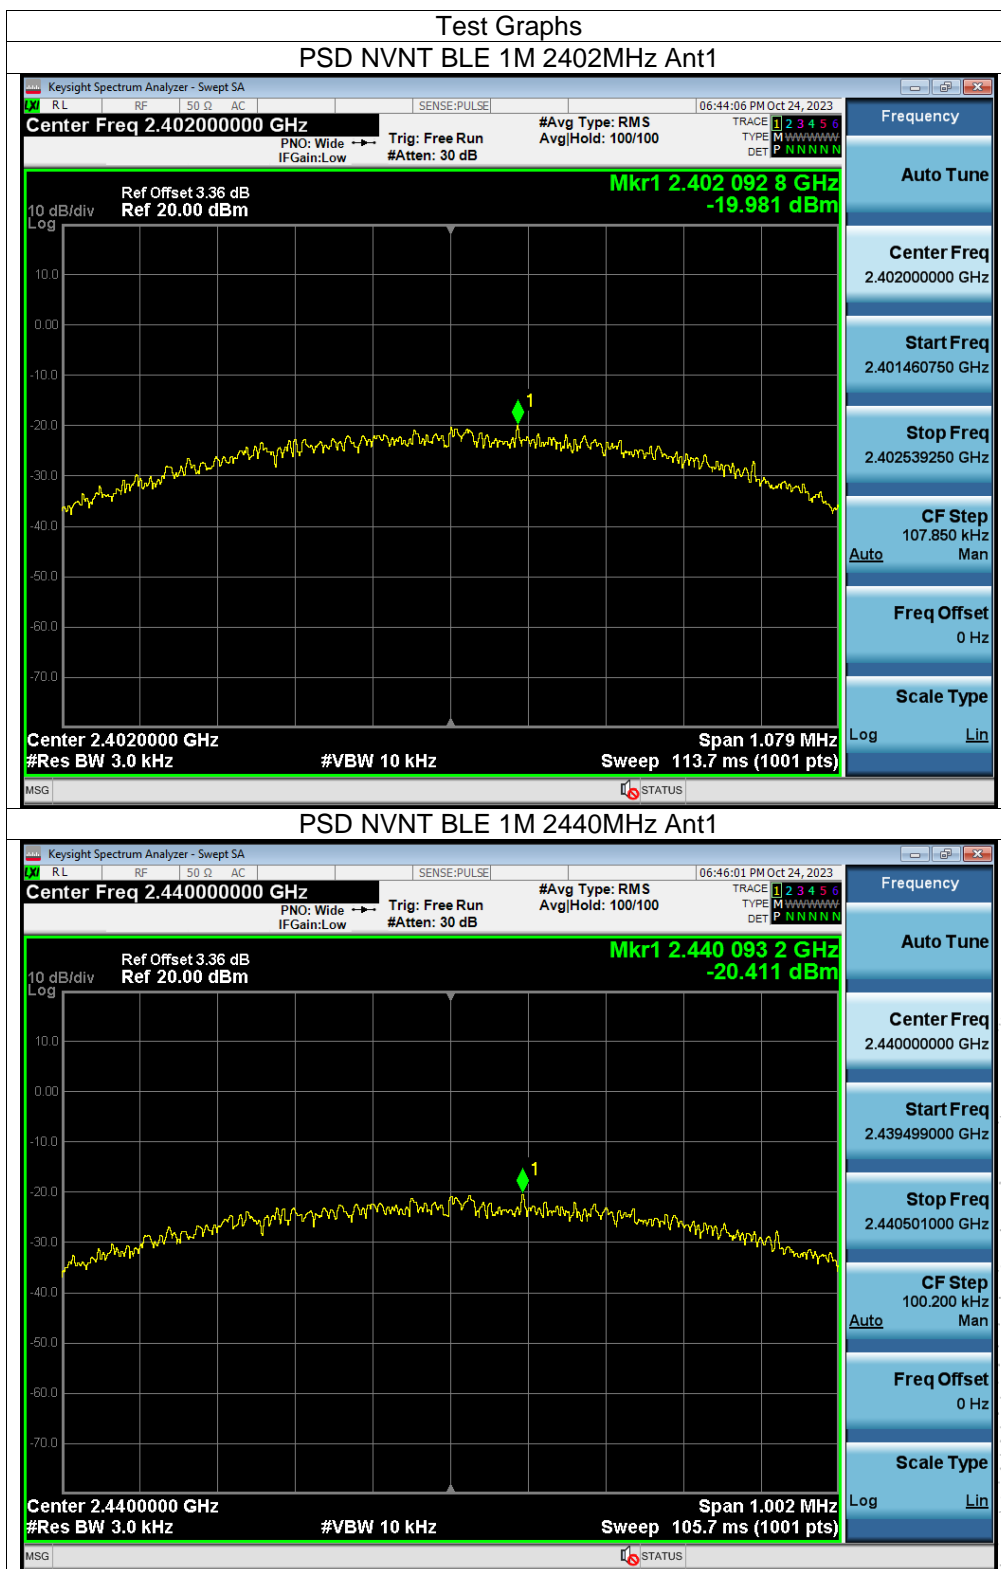 Test Graphs
PSD NVNT BLE 1M 2402MHz Ant1
Keysight Spectrum Analyzer - Swept SA
LXI RL RF 50 Ω AC SENSE:PULSE 06:44:06 PM Oct 24, 2023
Center Freq 2.402000000 GHz #Avg Type: RMS TRACE 1 2 3 4 5 6
PNO: Wide Trig: Free Run Avg|Hold: 100/100 TYPE M WWWWW
IFGain:Low #Atten: 30 dB DET P N N N N N
Frequency
Mkr1 2.402 092 8 GHz
-19.981 dBm
Ref Offset 3.36 dB
10 dB/div Ref 20.00 dBm
Log
10.0
0.00
-10.0
1
-20.0
-30.0
-40.0
-50.0
-60.0
-70.0
Center 2.4020000 GHz Span 1.079 MHz
#Res BW 3.0 kHz #VBW 10 kHz Sweep 113.7 ms (1001 pts)
Auto Tune
Center Freq
2.402000000 GHz
Start Freq
2.401460750 GHz
Stop Freq
2.402539250 GHz
CF Step
107.850 kHz
Auto Man
Freq Offset
0 Hz
Scale Type
Log Lin
MSG STATUS
PSD NVNT BLE 1M 2440MHz Ant1
Keysight Spectrum Analyzer - Swept SA
LXI RL RF 50 Ω AC SENSE:PULSE 06:46:01 PM Oct 24, 2023
Center Freq 2.440000000 GHz #Avg Type: RMS TRACE 1 2 3 4 5 6
PNO: Wide Trig: Free Run Avg|Hold: 100/100 TYPE M WWWWW
IFGain:Low #Atten: 30 dB DET P N N N N N
Frequency
Mkr1 2.440 093 2 GHz
-20.411 dBm
Ref Offset 3.36 dB
10 dB/div Ref 20.00 dBm
Log
10.0
0.00
-10.0
1
-20.0
-30.0
-40.0
-50.0
-60.0
-70.0
Center 2.4400000 GHz Span 1.002 MHz
#Res BW 3.0 kHz #VBW 10 kHz Sweep 105.7 ms (1001 pts)
Auto Tune
Center Freq
2.440000000 GHz
Start Freq
2.439499000 GHz
Stop Freq
2.440501000 GHz
CF Step
100.200 kHz
Auto Man
Freq Offset
0 Hz
Scale Type
Log Lin
MSG STATUS